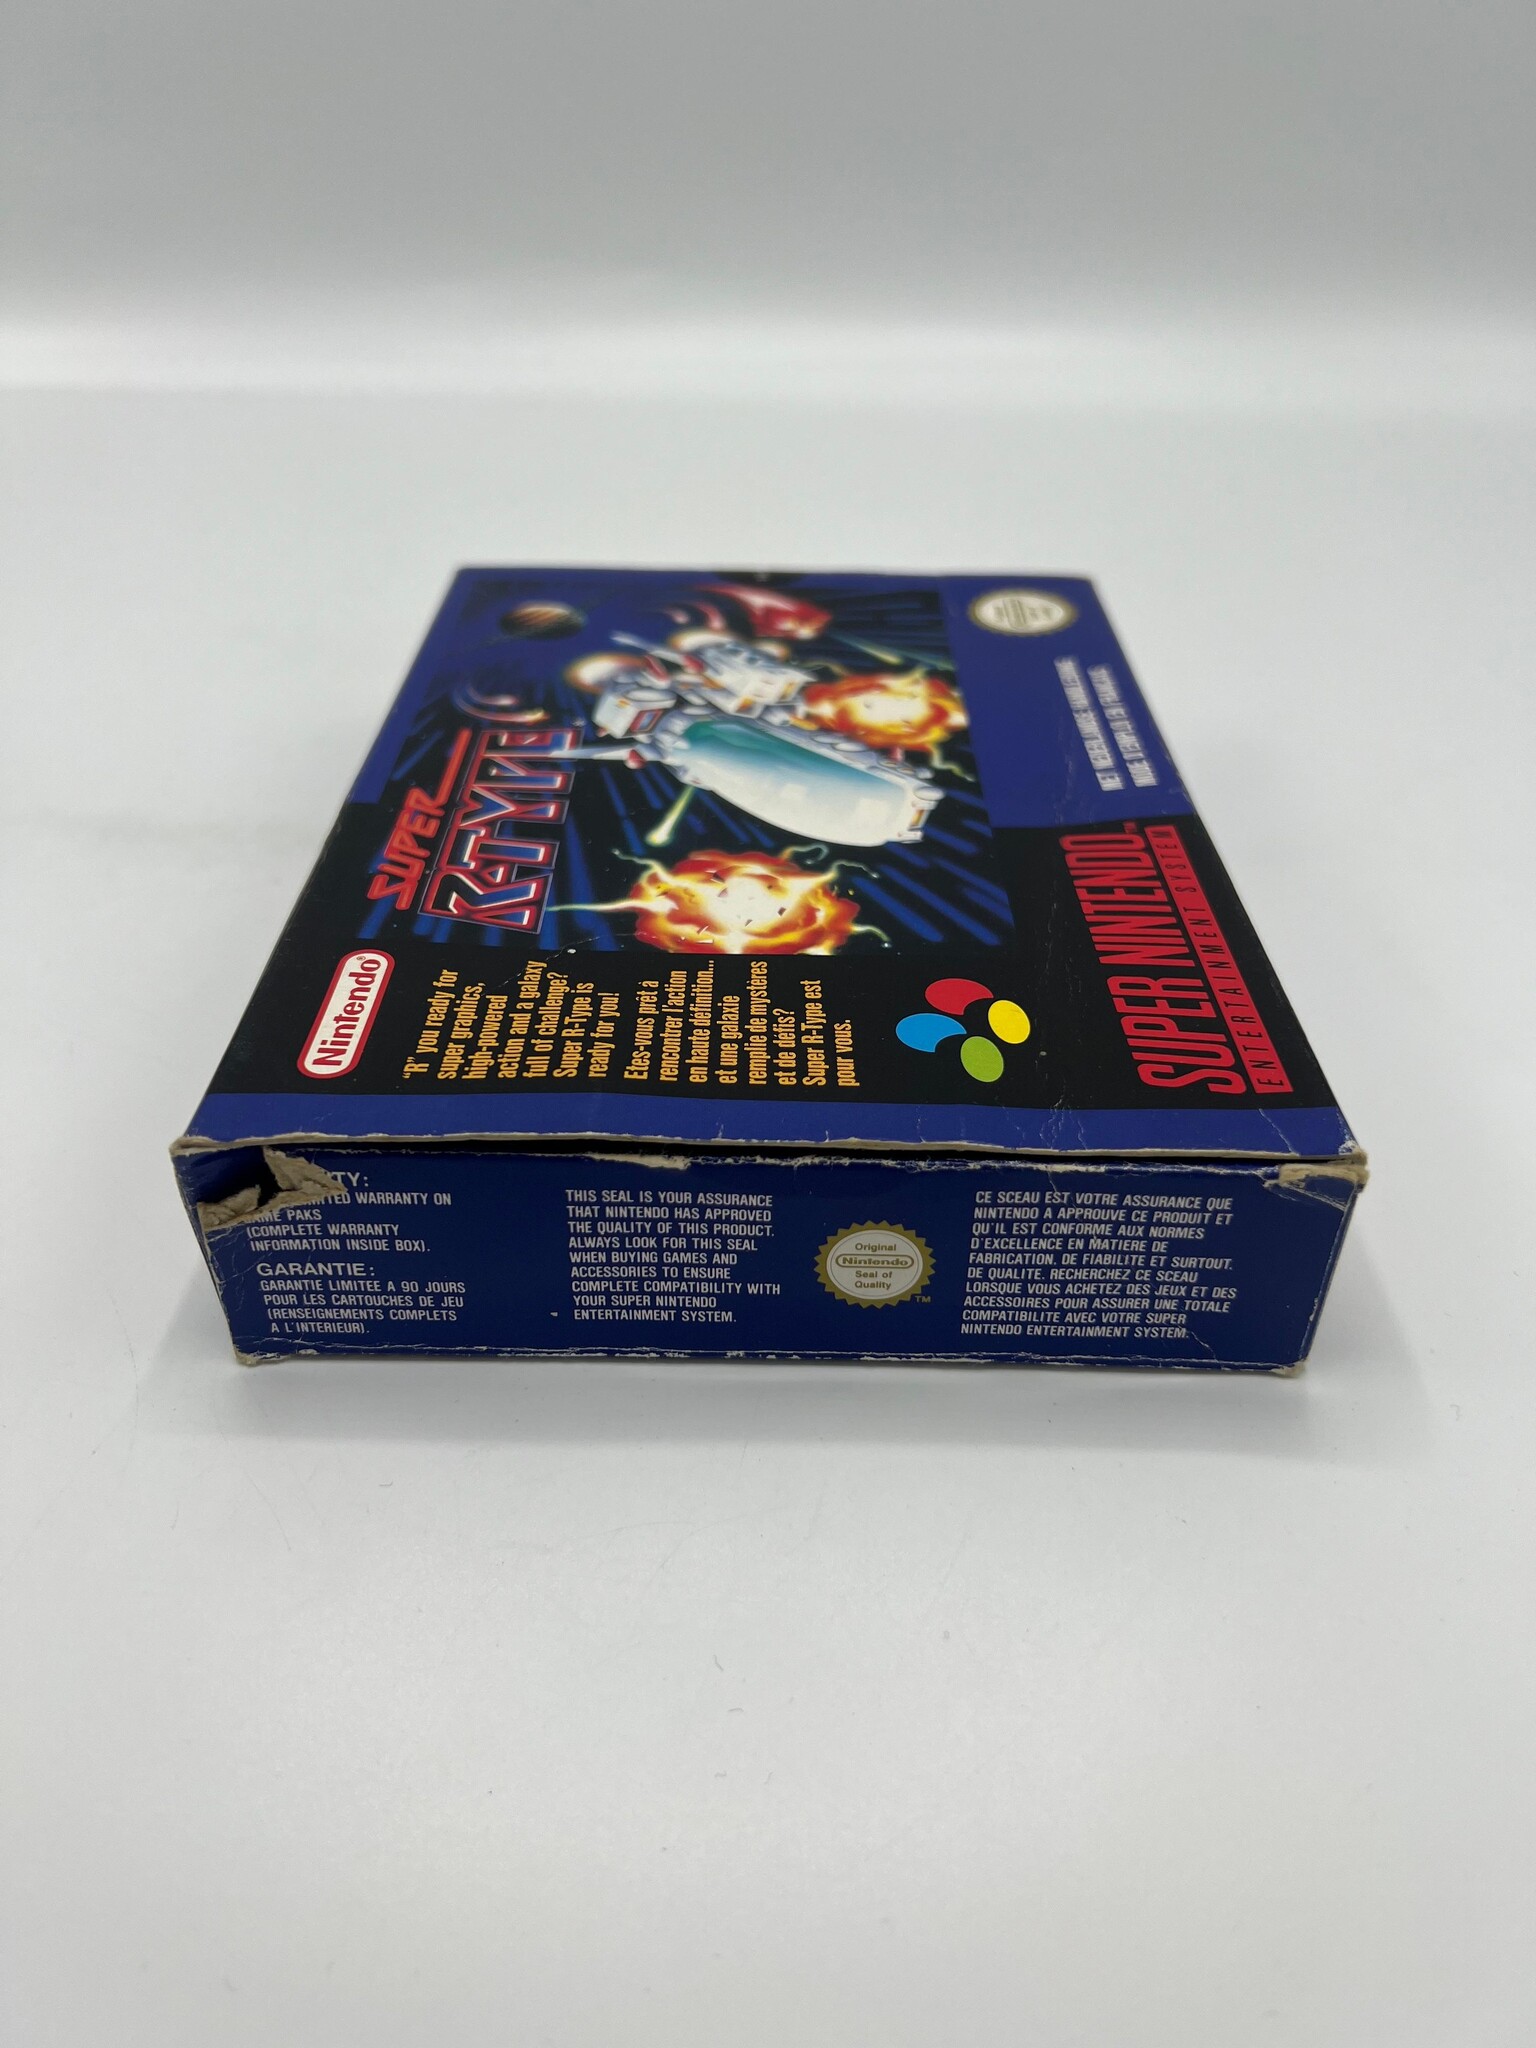 SUPER
R-TYPE
Nintendo®
"R" you ready for
super graphics,
high-powered
action and a galaxy
full of challenge?
Super R-Type is
ready for you!
Etes-vous prêt à
rencontrer l'action
en haute définition...
et une galaxie
remplie de mystères
et de défis?
Super R-Type est
pour vous.
SUPER NINTENDO™
ENTERTAINMENT SYSTEM
TY:
LIMITED WARRANTY ON
GAME PAKS
(COMPLETE WARRANTY
INFORMATION INSIDE BOX).
GARANTIE:
GARANTIE LIMITEE A 90 JOURS
POUR LES CARTOUCHES DE JEU
(RENSEIGNEMENTS COMPLETS
A L'INTERIEUR).
THIS SEAL IS YOUR ASSURANCE
THAT NINTENDO HAS APPROVED
THE QUALITY OF THIS PRODUCT.
ALWAYS LOOK FOR THIS SEAL
WHEN BUYING GAMES AND
ACCESSORIES TO ENSURE
COMPLETE COMPATIBILITY WITH
YOUR SUPER NINTENDO
ENTERTAINMENT SYSTEM.
Original
Nintendo
Seal of
Quality
TM
CE SCEAU EST VOTRE ASSURANCE QUE
NINTENDO A APPROUVE CE PRODUIT ET
QU'IL EST CONFORME AUX NORMES
D'EXCELLENCE EN MATIERE DE
FABRICATION, DE FIABILITE ET SURTOUT,
DE QUALITE. RECHERCHEZ CE SCEAU
LORSQUE VOUS ACHETEZ DES JEUX ET DES
ACCESSOIRES POUR ASSURER UNE TOTALE
COMPATIBILITE AVEC VOTRE SUPER
NINTENDO ENTERTAINMENT SYSTEM.